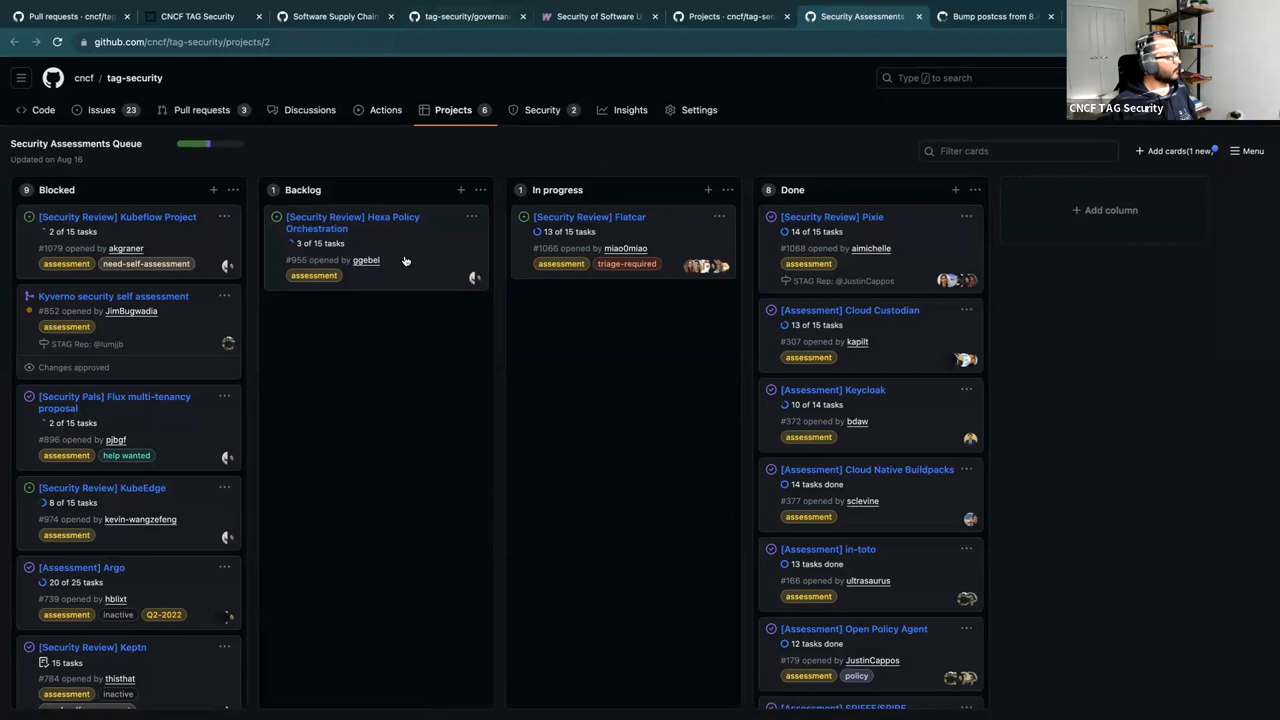 Pull requests · cncf/tag-
CNCF TAG Security
Software Supply Chain
tag-security/governan
Security of Software
Projects · cncf/tag-sec
Security Assessments
Bump postcss from 8.
github.com/cncf/tag-security/projects/2
cncf / tag-security
Type / to search
CNCF TAG Security
Code
Issues 23
Pull requests 3
Discussions
Actions
Projects 6
Security 2
Insights
Settings
Security Assessments Queue
Updated on Aug 16
Filter cards
+ Add cards(1 new)
Menu
9 Blocked
[Security Review] Kubeflow Project
2 of 15 tasks
#1079 opened by akgraner
assessment need-self-assessment
Kyverno security self assessment
#852 opened by JimBugwadia
assessment
STAG Rep: @lumjjb
Changes approved
[Security Pals] Flux multi-tenancy
proposal
2 of 15 tasks
#896 opened by pjbgf
assessment help wanted
[Security Review] KubeEdge
8 of 15 tasks
#974 opened by kevin-wangzefeng
assessment
[Assessment] Argo
20 of 25 tasks
#739 opened by hblixt
assessment inactive Q2-2022
[Security Review] Keptn
15 tasks
#784 opened by thisthat
assessment inactive
1 Backlog
[Security Review] Hexa Policy
Orchestration
3 of 15 tasks
#955 opened by ggebel
assessment
1 In progress
[Security Review] Flatcar
13 of 15 tasks
#1066 opened by miao0miao
assessment triage-required
8 Done
[Security Review] Pixie
14 of 15 tasks
#1068 opened by aimichelle
assessment
STAG Rep: @JustinCappos
[Assessment] Cloud Custodian
13 of 15 tasks
#307 opened by kapilt
assessment
[Assessment] Keycloak
10 of 14 tasks
#372 opened by bdaw
assessment
[Assessment] Cloud Native Buildpacks
14 tasks done
#377 opened by sclevine
assessment
[Assessment] in-toto
13 tasks done
#166 opened by ultrasaurus
assessment
[Assessment] Open Policy Agent
12 tasks done
#179 opened by JustinCappos
assessment policy
[Assessment] SPIFFE/SPIRE
+ Add column